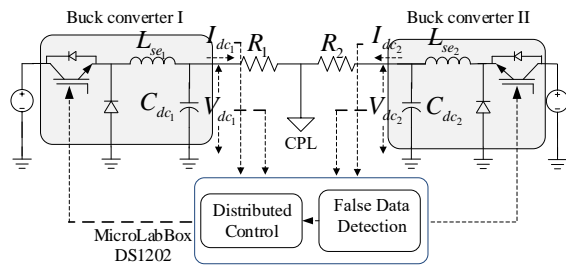 Buck converter I
Buck converter II
L_{se_1}
I_{dc_1}
R_1
R_2
I_{dc_2}
L_{se_2}
C_{dc_1}
V_{dc_1}
V_{dc_2}
C_{dc_2}
CPL
Distributed
Control
False Data
Detection
MicroLabBox
DS1202